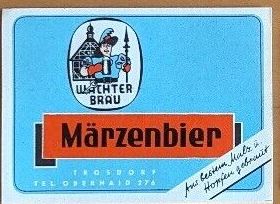 WÄCHTER
BRÄU
Märzenbier
TROSDORF
TEL. OBERHAID 276
Aus bestem Malz u.
Hopfen gebraut